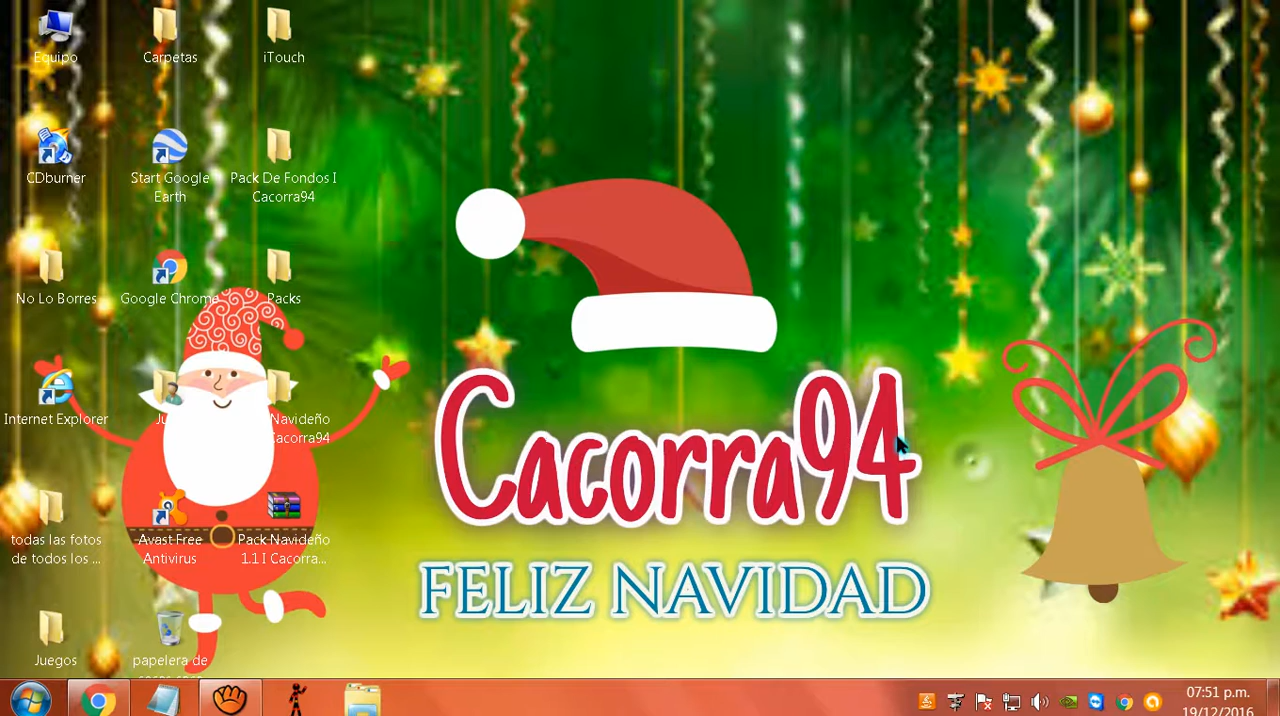 Equipo
Carpetas
iTouch
CDburner
Start Google
Earth
Pack De Fondos I
Cacorra94
No Lo Borres
Google Chrome
Packs
Internet Explorer
Navideño
Cacorra94
todas las fotos
de todos los ...
Avast Free
Antivirus
Pack Navideño
1.1 I Cacorra...
Juegos
papelera de
Cacorra94
FELIZ NAVIDAD
07:51 p.m.
19/12/2016